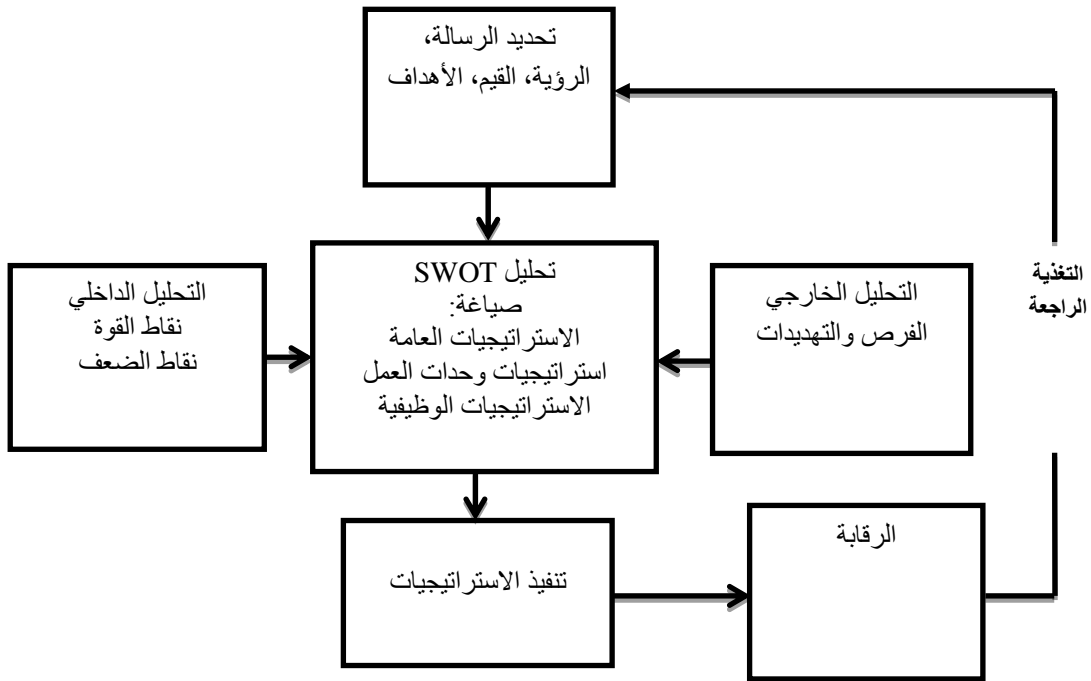 تحديد الرسالة،
الرؤية، القيم، الأهداف
التحليل الخارجي
الفرص والتهديدات
تحليل SWOT
صياغة:
الاستراتيجيات العامة
استراتيجيات وحدات العمل
الاستراتيجيات الوظيفية
التحليل الداخلي
نقاط القوة
نقاط الضعف
تنفيذ الاستراتيجيات
الرقابة
التغذية
الراجعة